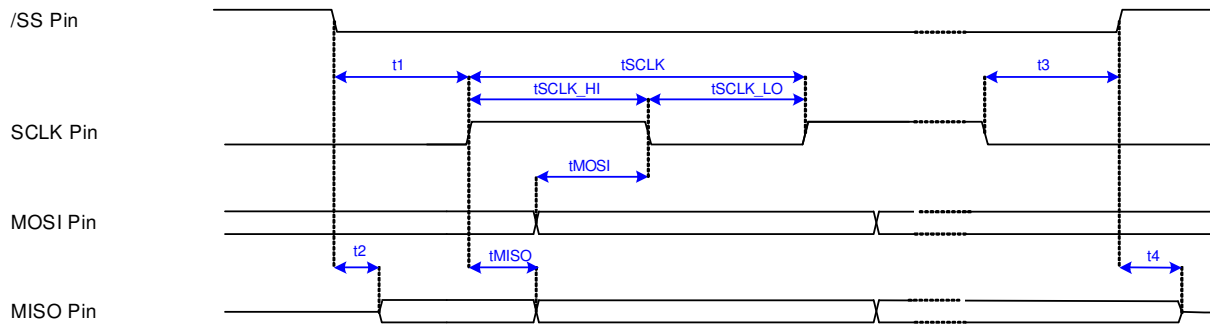 /SS Pin
t1
tSCLK
t3
tSCLK_HI
tSCLK_LO
SCLK Pin
tMOSI
MOSI Pin
t2
tMISO
t4
MISO Pin